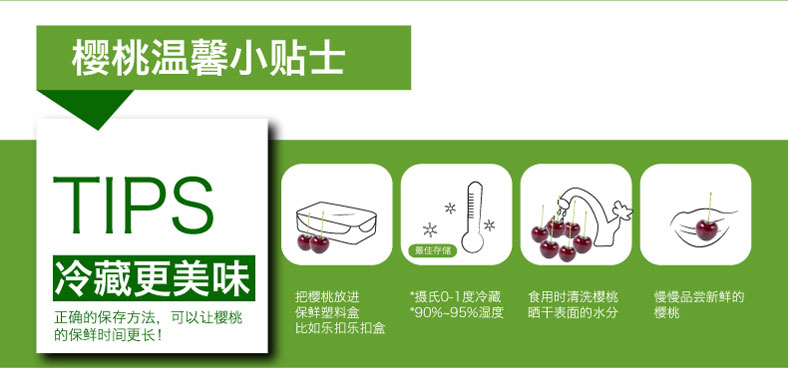 樱桃温馨小贴士
TIPS
冷藏更美味
正确的保存方法，可以让樱桃
的保鲜时间更长！
把樱桃放进
保鲜塑料盒
比如乐扣乐扣盒
最佳存储
*摄氏0-1度冷藏
*90%-95%湿度
食用时清洗樱桃
晒干表面的水分
慢慢品尝新鲜的
樱桃